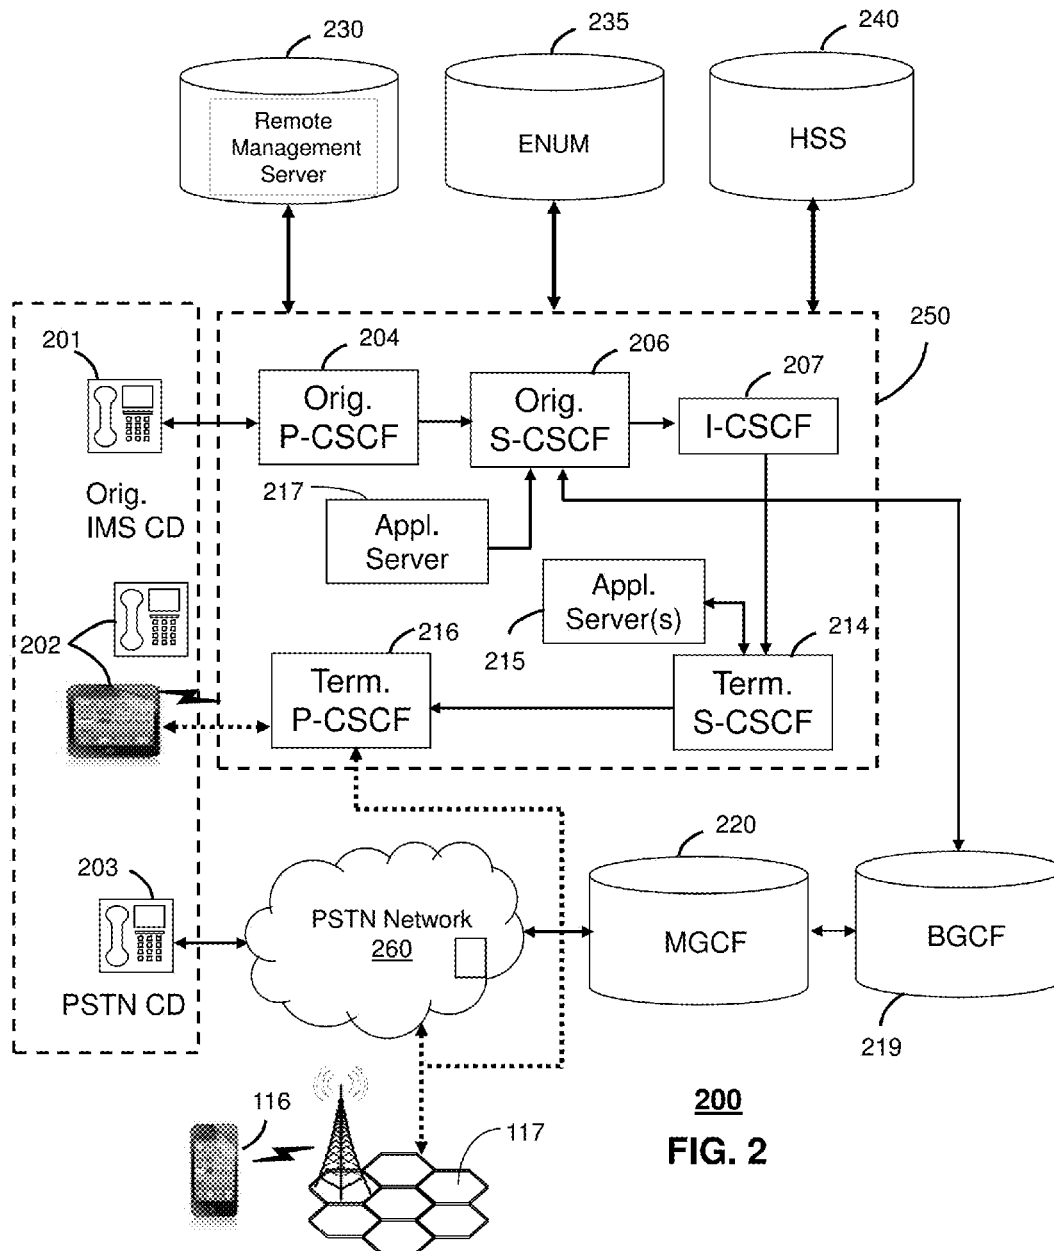 230
235
240
Remote
Management
Server
ENUM
HSS
250
201
204
206
207
Orig.
P-CSCF
Orig.
S-CSCF
I-CSCF
Orig.
IMS CD
217
Appl.
Server
Appl.
Server(s)
202
216
215
214
Term.
P-CSCF
Term.
S-CSCF
203
220
PSTN Network
260
MGCF
BGCF
PSTN CD
219
116
117
200
FIG. 2